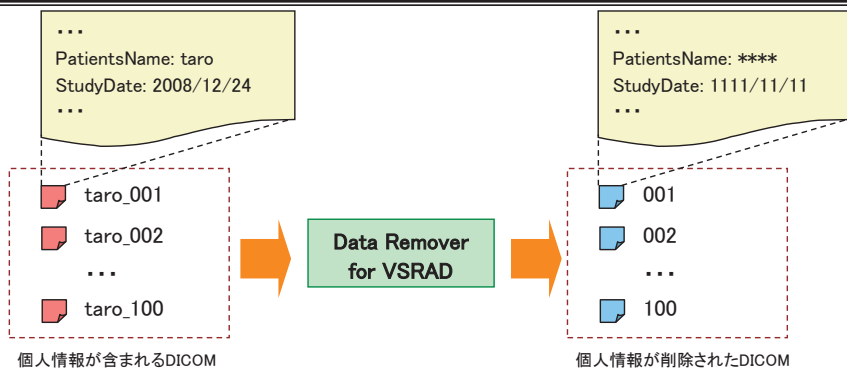 ・・・
PatientsName: taro
StudyDate: 2008/12/24
・・・
taro_001
taro_002
・・・
taro_100
個人情報が含まれるDICOM
Data Remover
for VSRAD
・・・
PatientsName: ****
StudyDate: 1111/11/11
・・・
001
002
・・・
100
個人情報が削除されたDICOM